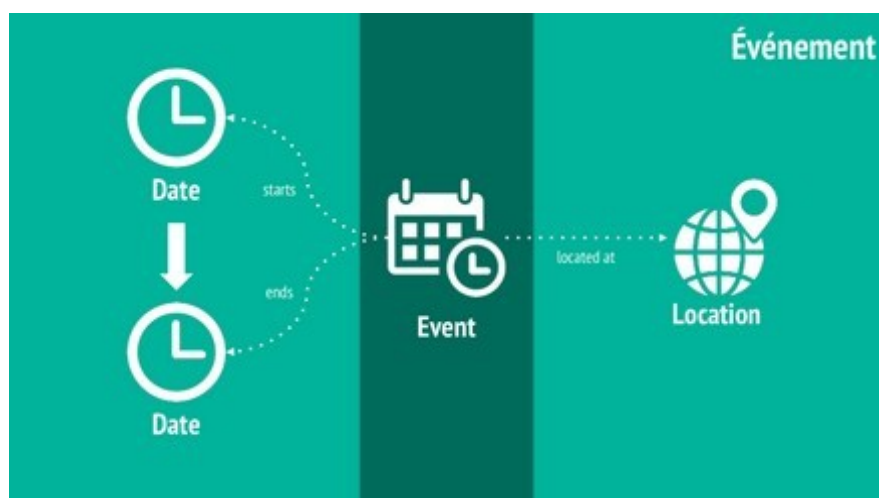 Événement
Date
starts
ends
Date
Event
located at
Location